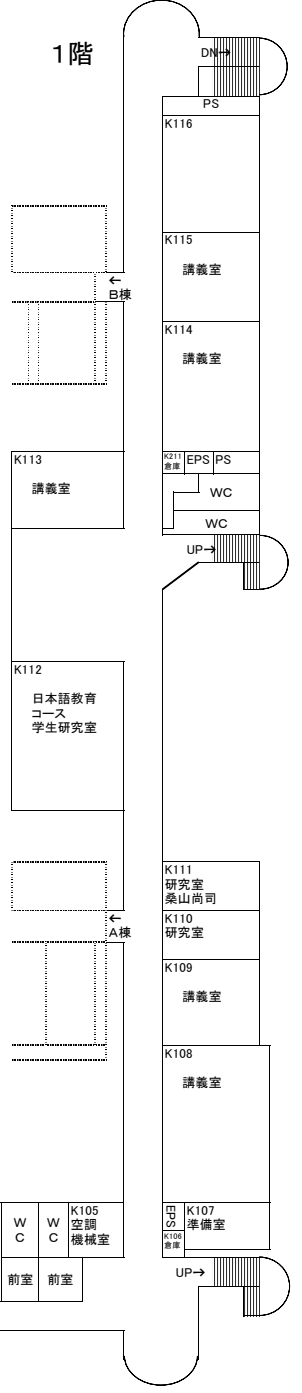 1階
DN→
PS
K116
K115
講義室
←
B棟
K114
講義室
K113
講義室
K211
倉庫
EPS
PS
WC
WC
UP→
K112
日本語教育
コース
学生研究室
K111
研究室
桑山尚司
←
A棟
K110
研究室
K109
講義室
K108
講義室
WC
WC
K105
空調
機械室
EPS
K106
倉庫
K107
準備室
前室
前室
UP→